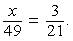 x/49 = 3/21.